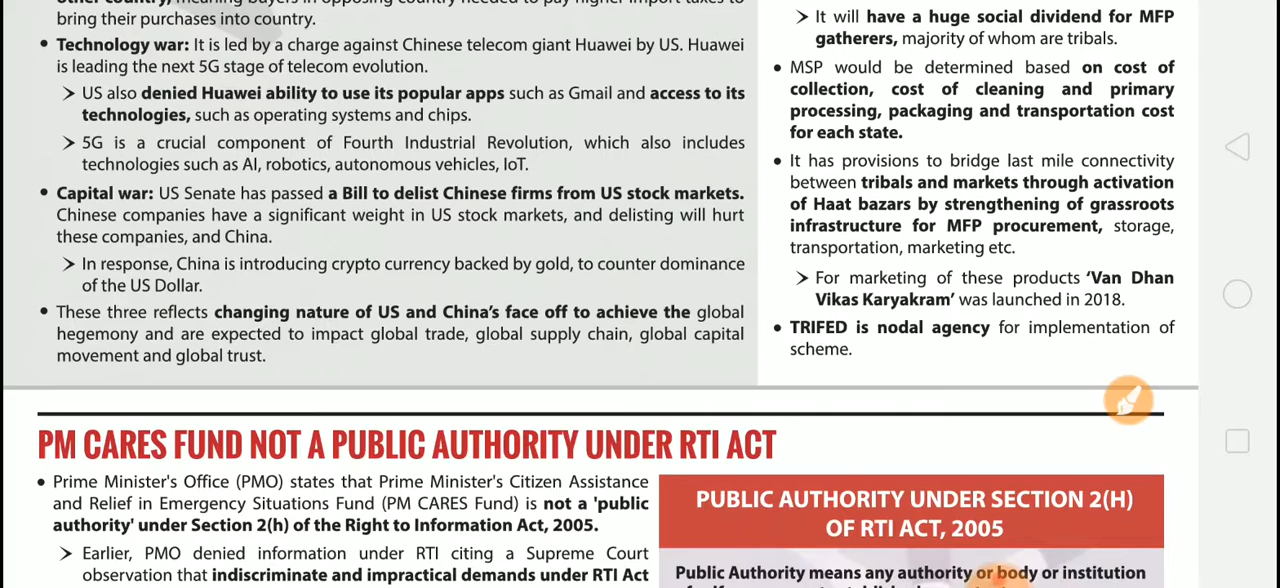 other country, meaning buyers in opposing country needed to pay higher import taxes to
bring their purchases into country.
• Technology war: It is led by a charge against Chinese telecom giant Huawei by US. Huawei
is leading the next 5G stage of telecom evolution.
➢ US also denied Huawei ability to use its popular apps such as Gmail and access to its
technologies, such as operating systems and chips.
➢ 5G is a crucial component of Fourth Industrial Revolution, which also includes
technologies such as AI, robotics, autonomous vehicles, IoT.
• Capital war: US Senate has passed a Bill to delist Chinese firms from US stock markets.
Chinese companies have a significant weight in US stock markets, and delisting will hurt
these companies, and China.
➢ In response, China is introducing crypto currency backed by gold, to counter dominance
of the US Dollar.
• These three reflects changing nature of US and China's face off to achieve the global
hegemony and are expected to impact global trade, global supply chain, global capital
movement and global trust.
➢ It will have a huge social dividend for MFP
gatherers, majority of whom are tribals.
• MSP would be determined based on cost of
collection, cost of cleaning and primary
processing, packaging and transportation cost
for each state.
• It has provisions to bridge last mile connectivity
between tribals and markets through activation
of Haat bazars by strengthening of grassroots
infrastructure for MFP procurement, storage,
transportation, marketing etc.
➢ For marketing of these products 'Van Dhan
Vikas Karyakram' was launched in 2018.
• TRIFED is nodal agency for implementation of
scheme.
PM CARES FUND NOT A PUBLIC AUTHORITY UNDER RTI ACT
• Prime Minister's Office (PMO) states that Prime Minister's Citizen Assistance
and Relief in Emergency Situations Fund (PM CARES Fund) is not a 'public
authority' under Section 2(h) of the Right to Information Act, 2005.
➢ Earlier, PMO denied information under RTI citing a Supreme Court
observation that indiscriminate and impractical demands under RTI Act
PUBLIC AUTHORITY UNDER SECTION 2(H)
OF RTI ACT, 2005
Public Authority means any authority or body or institution